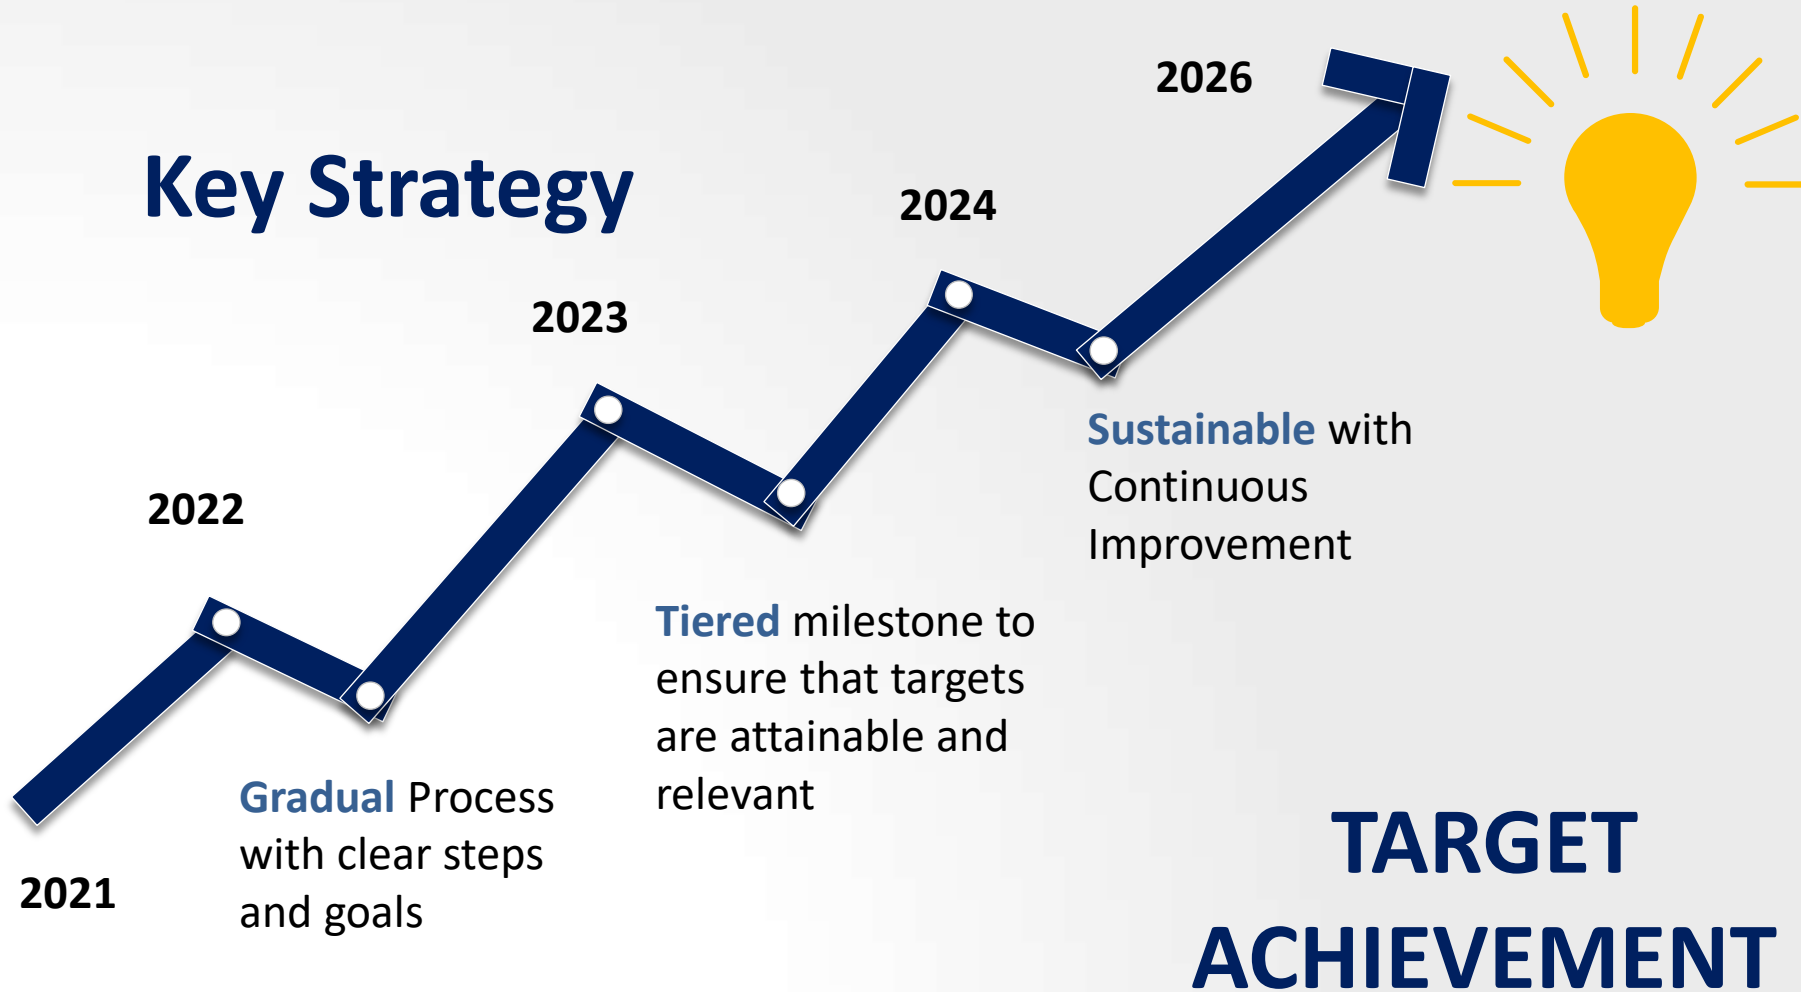 Key Strategy
2021
2022
2023
2024
2026
Gradual Process
with clear steps
and goals
Tiered milestone to
ensure that targets
are attainable and
relevant
Sustainable with
Continuous
Improvement
TARGET
ACHIEVEMENT